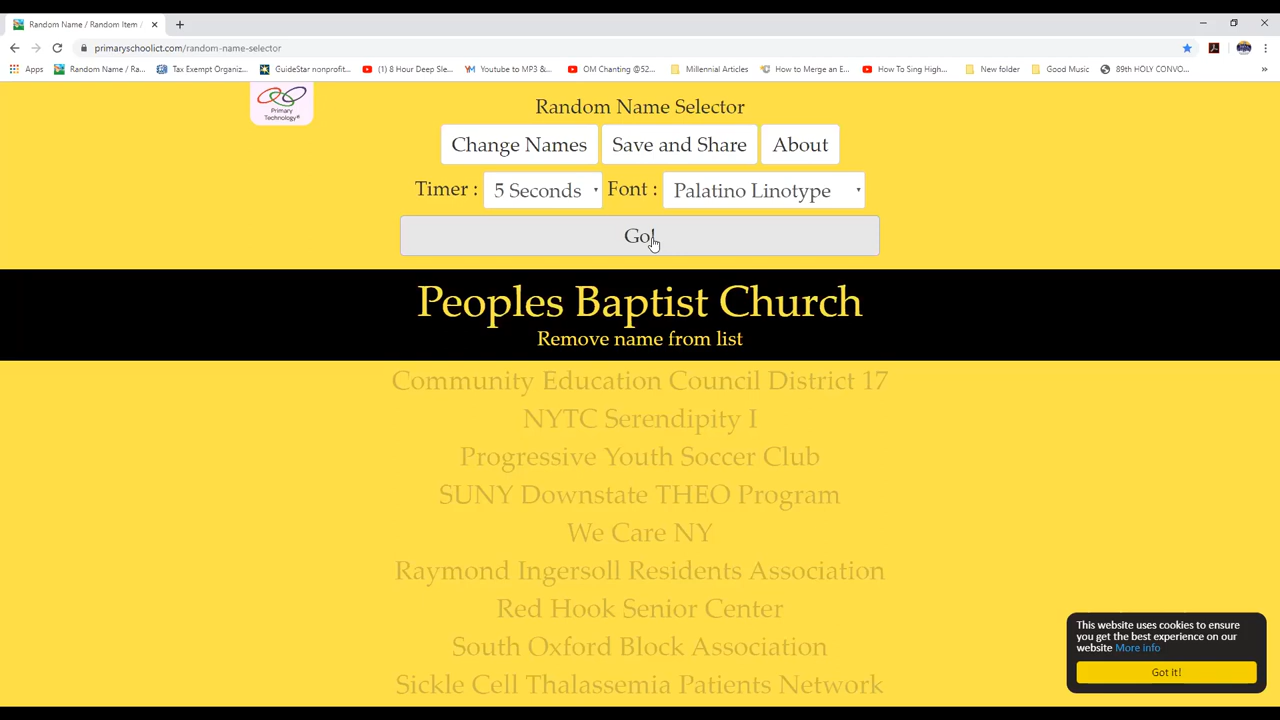 Random Name / Random Item /
primaryschoolict.com/random-name-selector
Apps
Random Name / Ra...
Tax Exempt Organiz...
GuideStar nonprofit...
(1) 8 Hour Deep Sle...
Youtube to MP3 &...
OM Chanting @52...
Millennial Articles
How to Merge an E...
How To Sing High...
New folder
Good Music
89th HOLY CONVO...
»
Primary
Technology®
Random Name Selector
Change Names
Save and Share
About
Timer :
5 Seconds
Font :
Palatino Linotype
Go!
Peoples Baptist Church
Remove name from list
Community Education Council District 17
NYTC Serendipity I
Progressive Youth Soccer Club
SUNY Downstate THEO Program
We Care NY
Raymond Ingersoll Residents Association
Red Hook Senior Center
South Oxford Block Association
Sickle Cell Thalassemia Patients Network
This website uses cookies to ensure
you get the best experience on our
website More info
Got it!